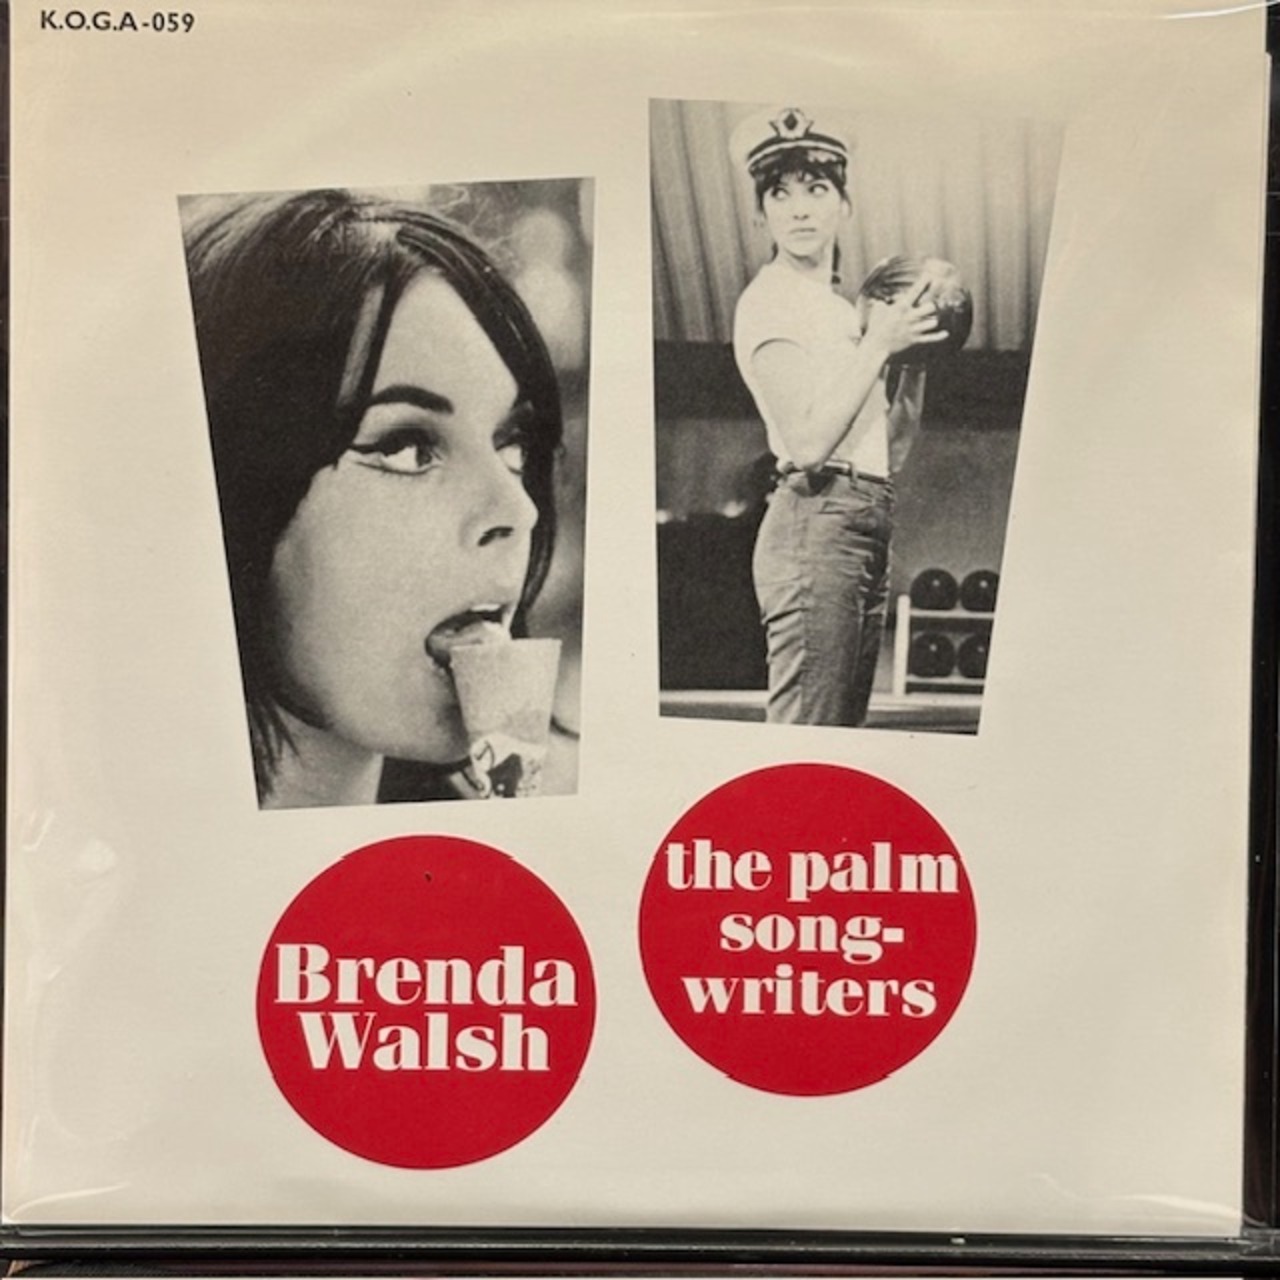 K.O.G.A-059
Brenda
Walsh
the palm
song-
writers